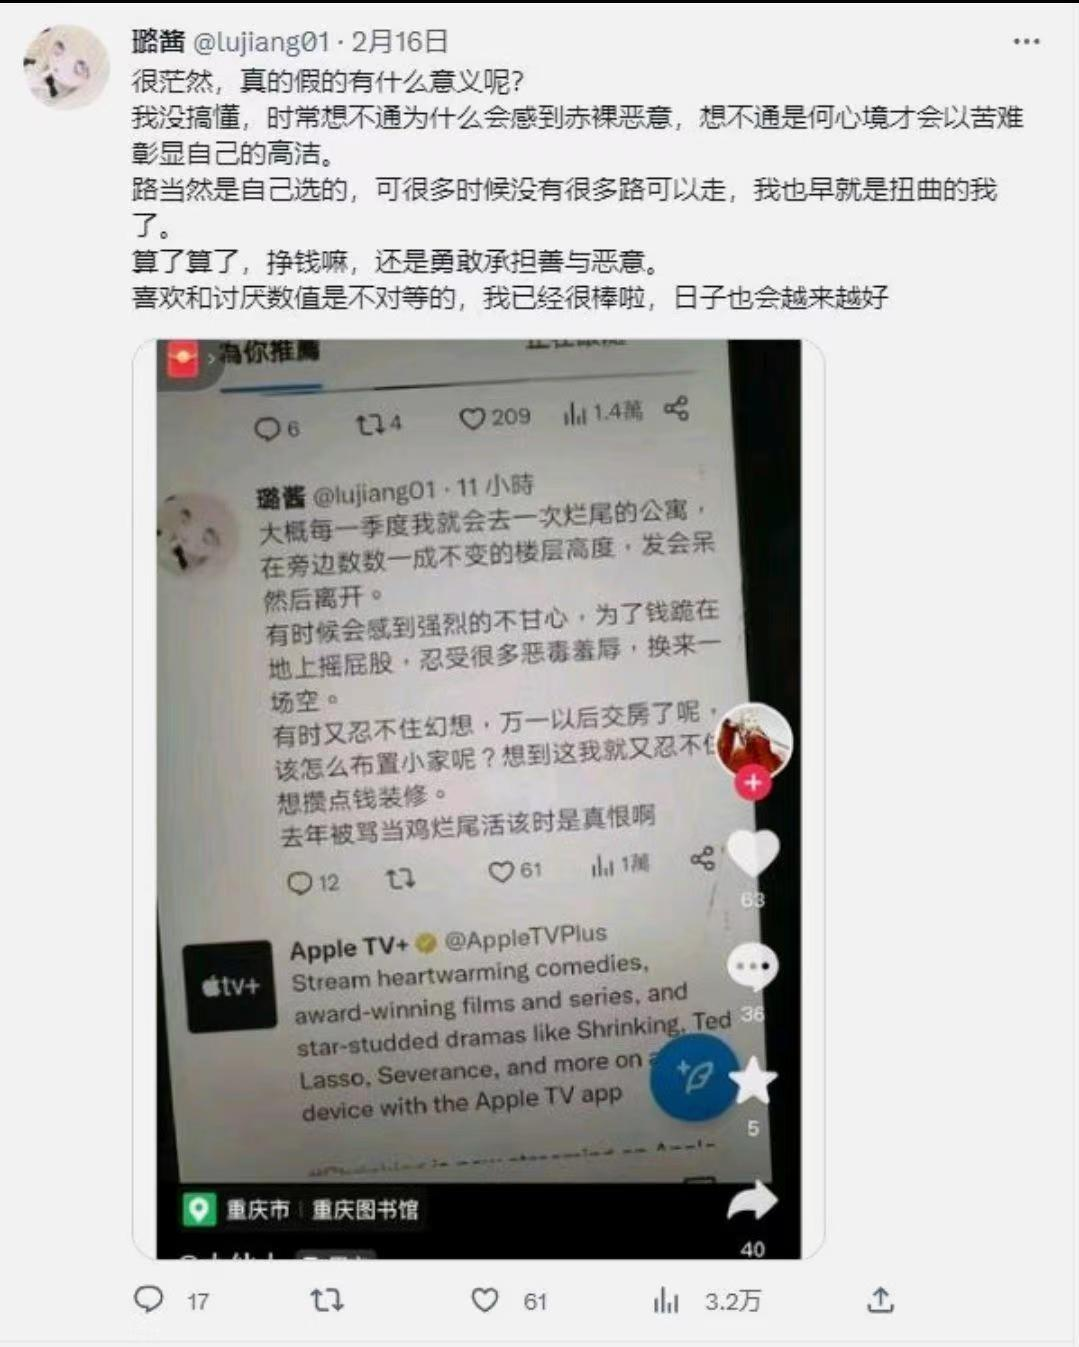 璐酱 @lujiang01 · 2月16日
很茫然，真的假的有什么意义呢？
我没搞懂，时常想不通为什么会感到赤裸恶意，想不通是何心境才会以苦难
彰显自己的高洁。
路当然是自己选的，可很多时候没有很多路可以走，我也早就是扭曲的我
了。
算了算了，挣钱嘛，还是勇敢承担善与恶意。
喜欢和讨厌数值是不对等的，我已经很棒啦，日子也会越来越好
為你推薦
6 4 209 1.4萬
璐酱 @lujiang01 · 11 小時
大概每一季度我就会去一次烂尾的公寓，
在旁边数数一成不变的楼层高度，发会呆
然后离开。
有时候会感到强烈的不甘心，为了钱跪在
地上摇屁股，忍受很多恶毒羞辱，换来一
场空。
有时又忍不住幻想，万一以后交房了呢，
该怎么布置小家呢？想到这我就又忍不住
想攒点钱装修。
去年被骂当鸡烂尾活该时是真恨啊
12 61 1萬
63
Apple TV+ @AppleTVPlus
tv+
Stream heartwarming comedies,
award-winning films and series, and
star-studded dramas like Shrinking, Ted
Lasso, Severance, and more on a
device with the Apple TV app
36
5
重庆市 重庆图书馆
40
17 61 3.2万